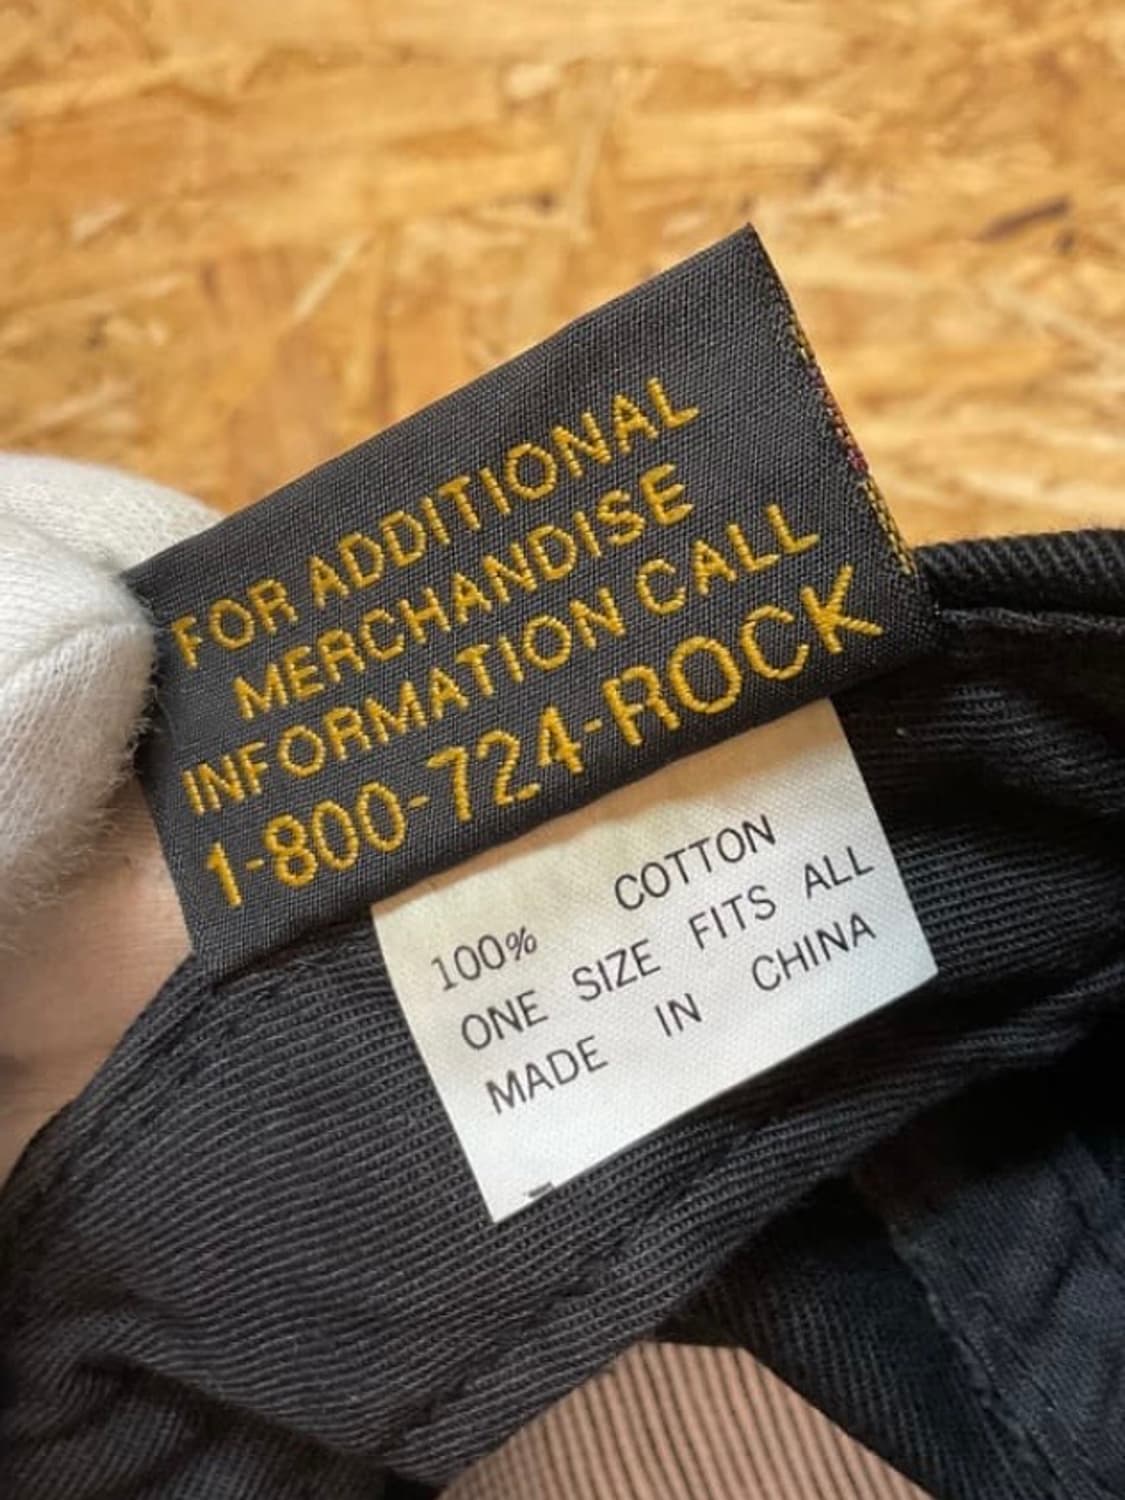 FOR ADDITIONAL
MERCHANDISE
INFORMATION CALL
1-800-724-ROCK
100% COTTON
ONE SIZE FITS ALL
MADE IN CHINA